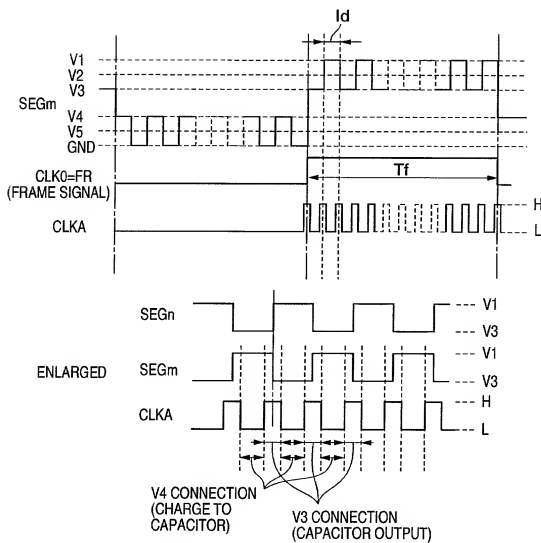 Id
V1
V2
V3
SEGm
V4
V5
GND
CLK0=FR
(FRAME SIGNAL)
Tf
CLKA
H
L
SEGn
V1
V3
ENLARGED
SEGm
V1
V3
CLKA
H
L
V4 CONNECTION
(CHARGE TO
CAPACITOR)
V3 CONNECTION
(CAPACITOR OUTPUT)